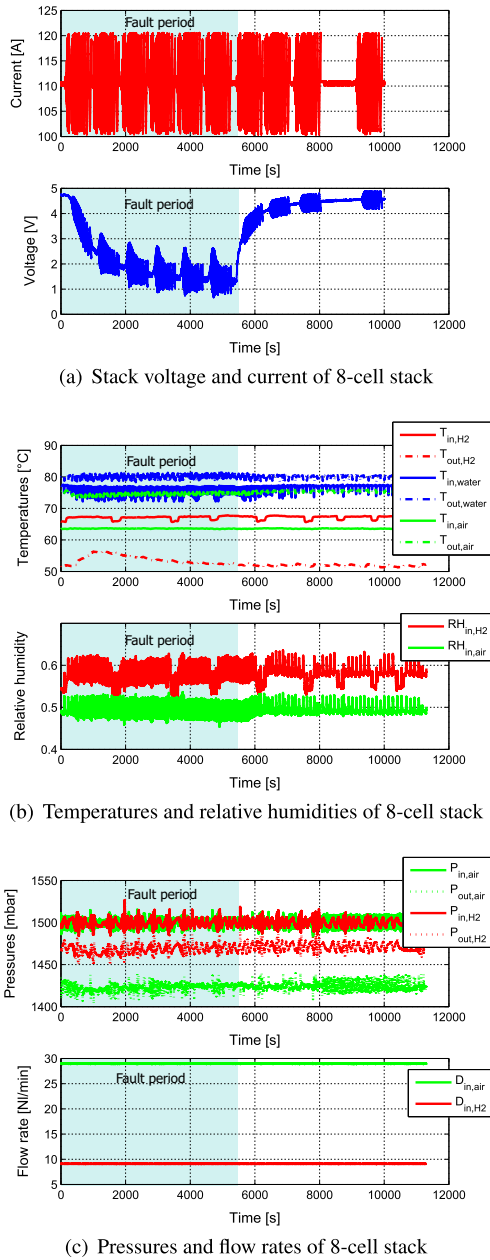 125
120
115
110
105
100
Current [A]
Fault period
0 2000 4000 6000 8000 10000 12000
Time [s]
5
4
3
2
1
0
Voltage [V]
Fault period
0 2000 4000 6000 8000 10000 12000
Time [s]
(a) Stack voltage and current of 8-cell stack
90
80
70
60
50
Temperatures [°C]
Fault period
T_in,H2
T_out,H2
T_in,water
T_out,water
T_in,air
T_out,air
0 2000 4000 6000 8000 10000 12000
Time [s]
0.6
0.5
0.4
Relative humidity
Fault period
RH_in,H2
RH_in,air
0 2000 4000 6000 8000 10000 12000
Time [s]
(b) Temperatures and relative humidities of 8-cell stack
1550
1500
1450
1400
Pressures [mbar]
Fault period
P_in,air
P_out,air
P_in,H2
P_out,H2
0 2000 4000 6000 8000 10000 12000
Time [s]
30
25
20
15
10
5
Flow rate [Nl/min]
Fault period
D_in,air
D_in,H2
0 2000 4000 6000 8000 10000 12000
Time [s]
(c) Pressures and flow rates of 8-cell stack